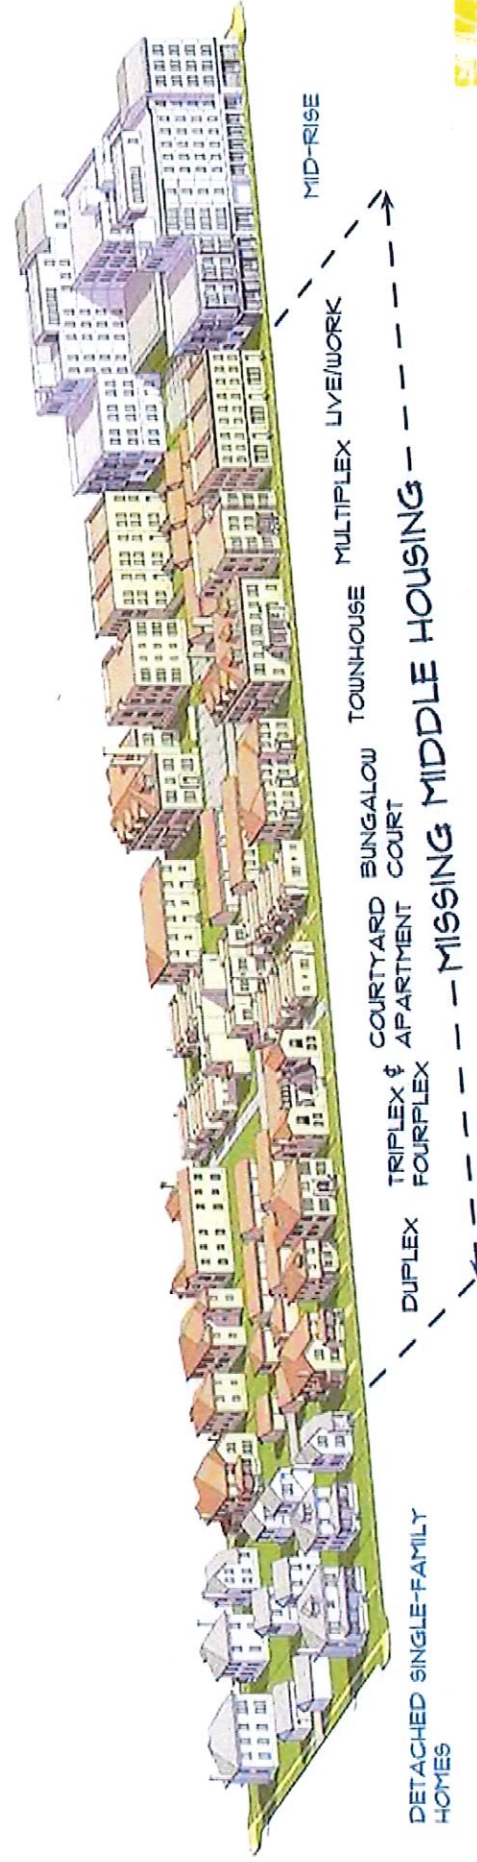 DETACHED SINGLE-FAMILY
HOMES
DUPLEX
TRIPLEX &
FOURPLEX
COURTYARD
APARTMENT
BUNGALOW
COURT
TOWNHOUSE
MULTIPLEX
LIVE/WORK
MID-RISE
MISSING MIDDLE HOUSING